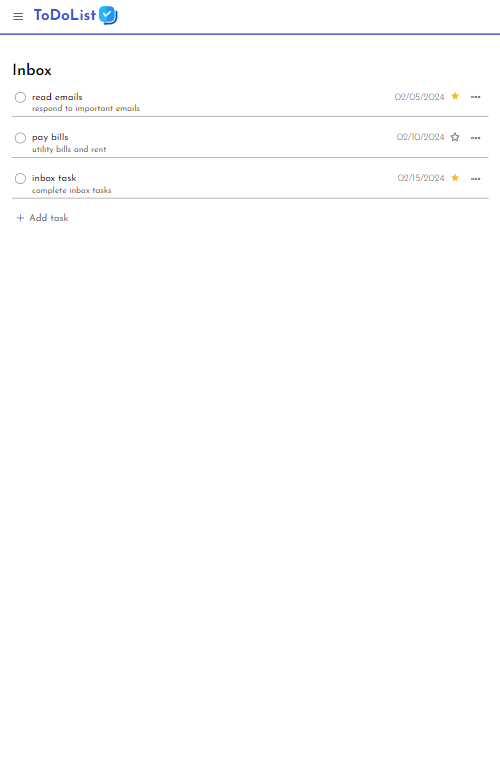 ToDoList
Inbox
read emails 02/05/2024
respond to important emails
pay bills 02/10/2024
utility bills and rent
inbox task 02/15/2024
complete inbox tasks
+ Add task